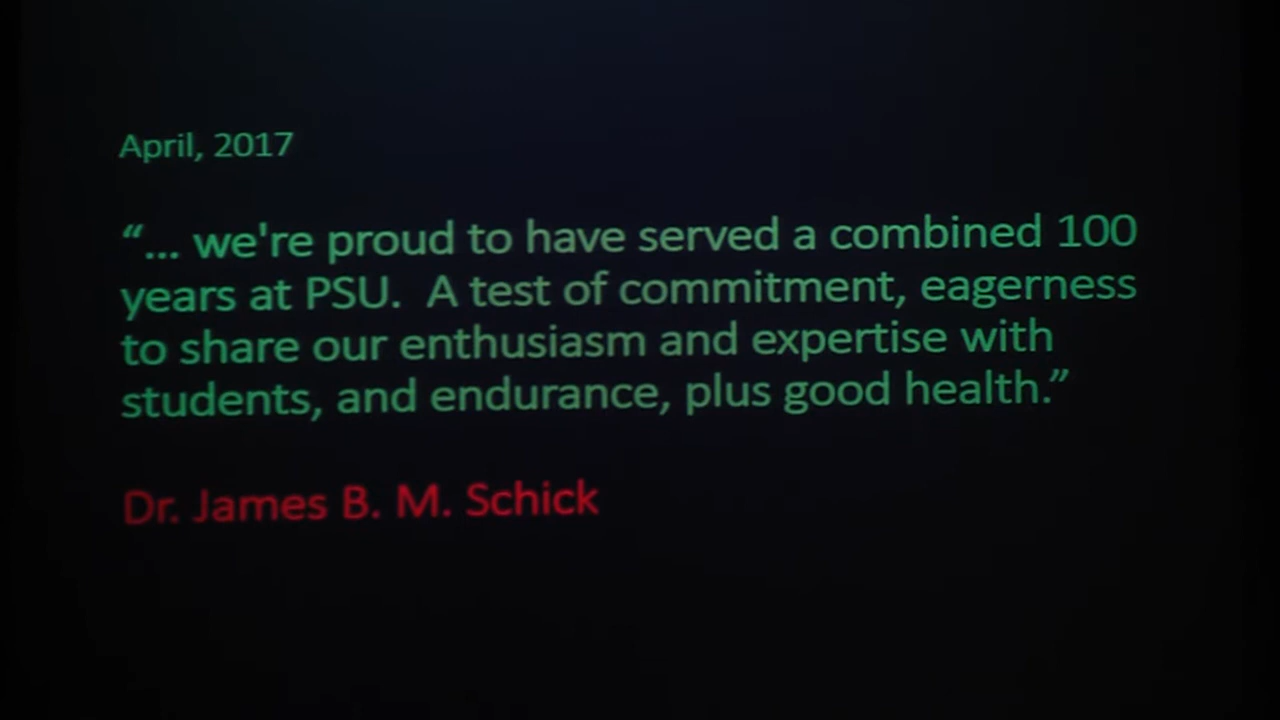 April, 2017
“... we're proud to have served a combined 100
years at PSU.  A test of commitment, eagerness
to share our enthusiasm and expertise with
students, and endurance, plus good health.”
Dr. James B. M. Schick